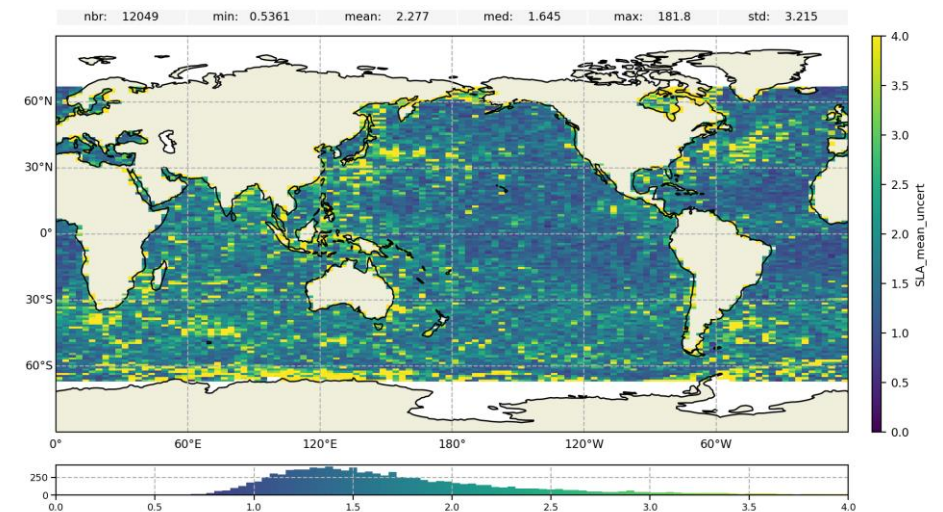 nbr: 12049 min: 0.5361 mean: 2.277 med: 1.645 max: 181.8 std: 3.215
4.0
3.5
3.0
2.5
2.0
1.5
1.0
0.5
0.0
SLA_mean_uncert
60°N
30°N
0°
30°S
60°S
0° 60°E 120°E 180° 120°W 60°W
250
0
0.0 0.5 1.0 1.5 2.0 2.5 3.0 3.5 4.0